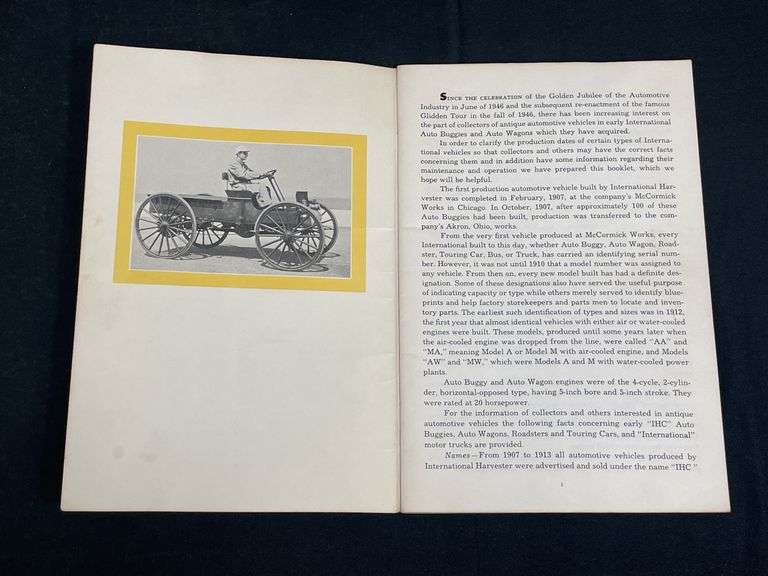 SINCE THE CELEBRATION of the Golden Jubilee of the Automotive
Industry in June of 1946 and the subsequent re-enactment of the famous
Glidden Tour in the fall of 1946, there has been increasing interest on
the part of collectors of antique automotive vehicles in early International
Auto Buggies and Auto Wagons which they have acquired.
In order to clarify the production dates of certain types of Interna-
tional vehicles so that collectors and others may have the correct facts
concerning them and in addition have some information regarding their
maintenance and operation we have prepared this booklet, which we
hope will be helpful.
The first production automotive vehicle built by International Har-
vester was completed in February, 1907, at the company's McCormick
Works in Chicago. In October, 1907, after approximately 100 of these
Auto Buggies had been built, production was transferred to the com-
pany's Akron, Ohio, works.
From the very first vehicle produced at McCormick Works, every
International built to this day, whether Auto Buggy, Auto Wagon, Road-
ster, Touring Car, Bus, or Truck, has carried an identifying serial num-
ber. However, it was not until 1910 that a model number was assigned to
any vehicle. From then on, every new model built has had a definite des-
ignation. Some of these designations also have served the useful purpose
of indicating capacity or type while others merely served to identify blue-
prints and help factory storekeepers and parts men to locate and inven-
tory parts. The earliest such identification of types and sizes was in 1912,
the first year that almost identical vehicles with either air or water-cooled
engines were built. These models, produced until some years later when
the air-cooled engine was dropped from the line, were called "AA" and
"MA," meaning Model A or Model M with air-cooled engine, and Models
"AW" and "MW," which were Models A and M with water-cooled power
plants.
Auto Buggy and Auto Wagon engines were of the 4-cycle, 2-cylin-
der, horizontal-opposed type, having 5-inch bore and 5-inch stroke. They
were rated at 20 horsepower.
For the information of collectors and others interested in antique
automotive vehicles the following facts concerning early "IHC" Auto
Buggies, Auto Wagons, Roadsters and Touring Cars, and "International"
motor trucks are provided.
Names—From 1907 to 1913 all automotive vehicles produced by
International Harvester were advertised and sold under the name "IHC"
1